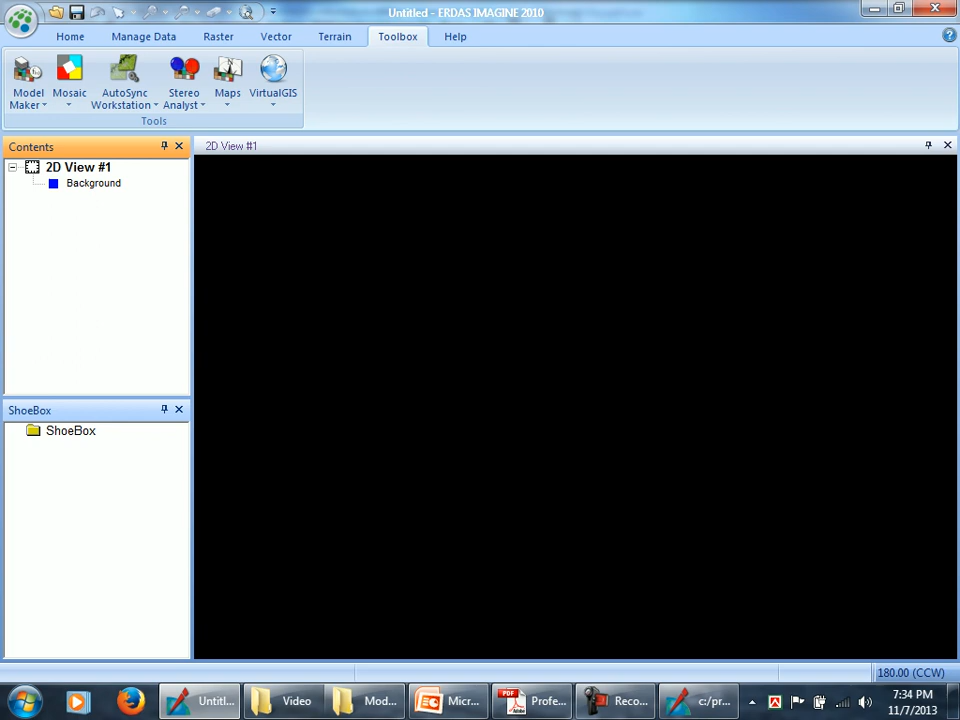 Untitled - ERDAS IMAGINE 2010
Home Manage Data Raster Vector Terrain Toolbox Help
Model Maker
Mosaic
AutoSync Workstation
Stereo Analyst
Maps
VirtualGIS
Tools
Contents
2D View #1
2D View #1
Background
ShoeBox
ShoeBox
180.00 (CCW)
Untitl...
Video
Mod...
Micr...
Profe...
Reco...
c:/pr...
7:34 PM
11/7/2013